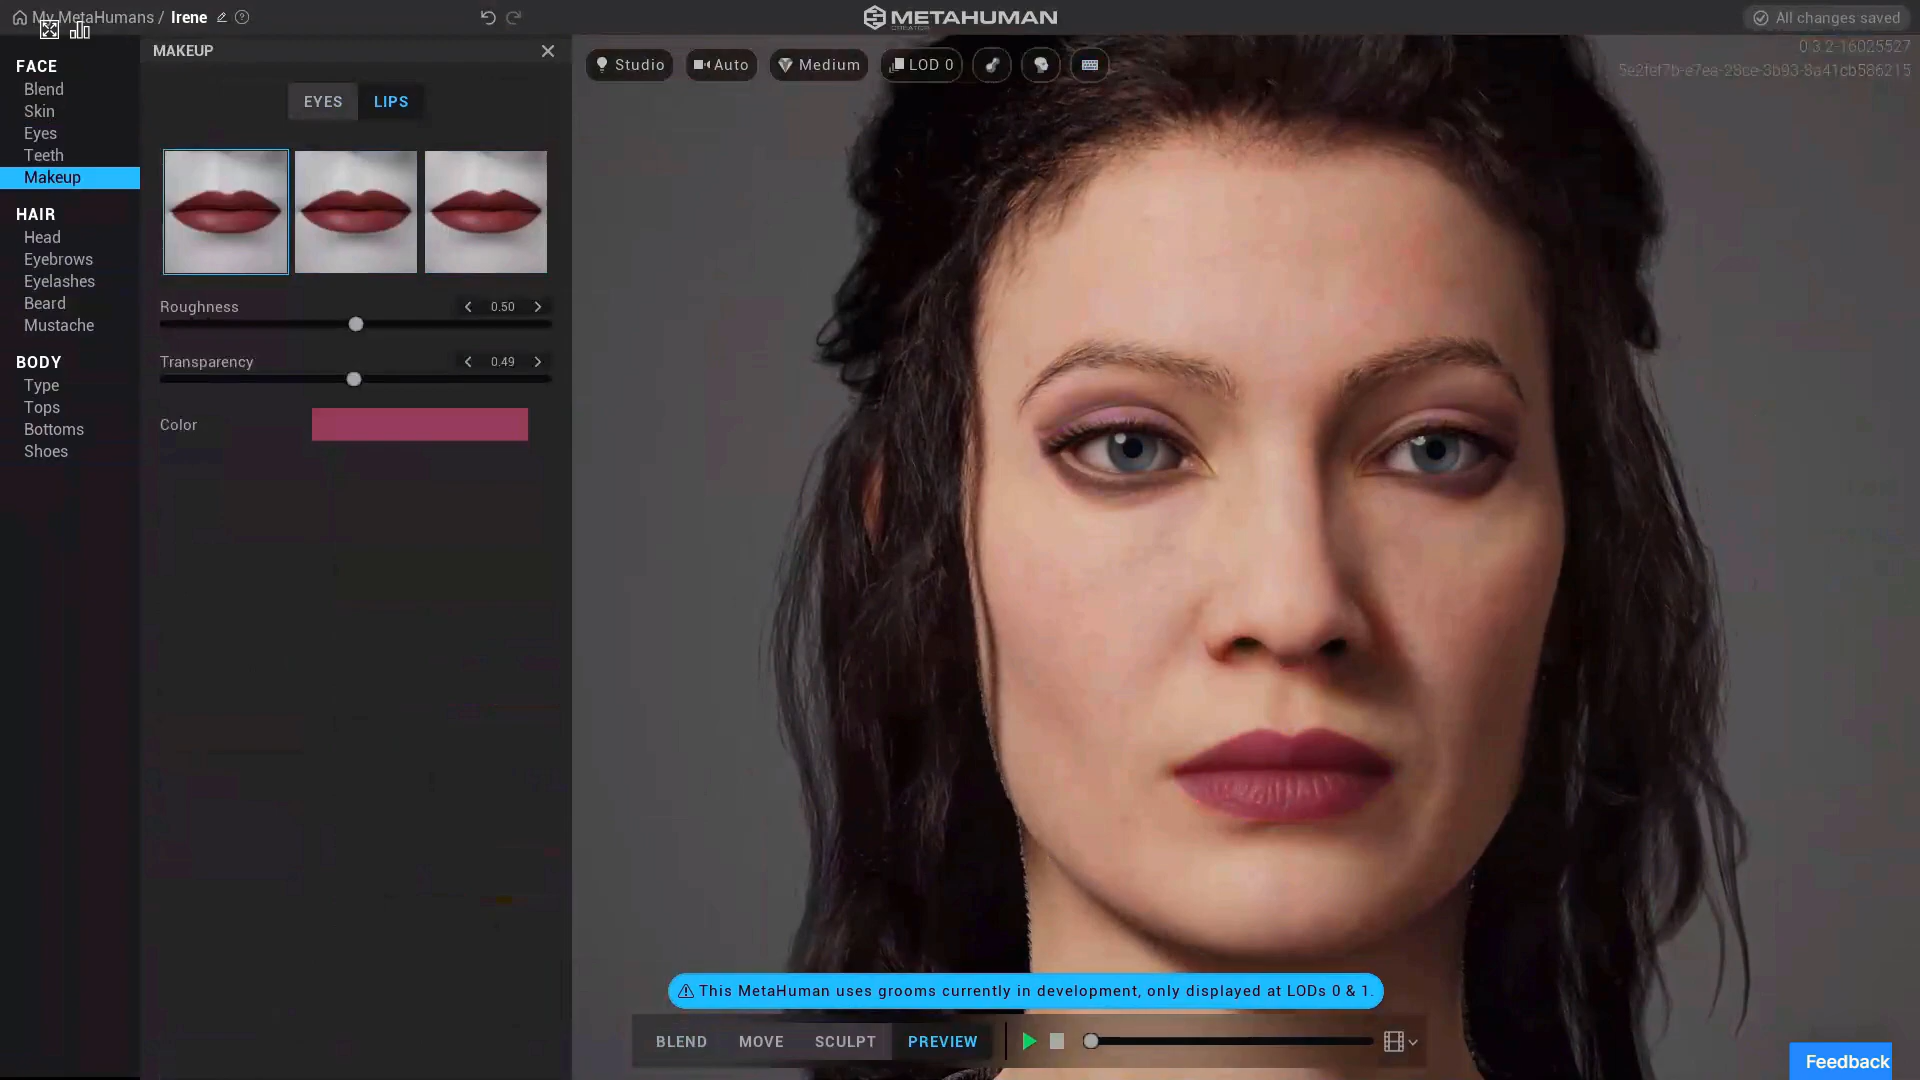 My MetaHumans / Irene
METAHUMAN
CREATOR
All changes saved
0.3.2-16025527
5e2fef7b-e7ea-28ce-3b93-8a41cb586215
MAKEUP
Studio
Auto
Medium
LOD 0
FACE
Blend
Skin
Eyes
Teeth
Makeup
HAIR
Head
Eyebrows
Eyelashes
Beard
Mustache
BODY
Type
Tops
Bottoms
Shoes
EYES
LIPS
Roughness
0.50
Transparency
0.49
Color
This MetaHuman uses grooms currently in development, only displayed at LODs 0 & 1.
BLEND
MOVE
SCULPT
PREVIEW
Feedback